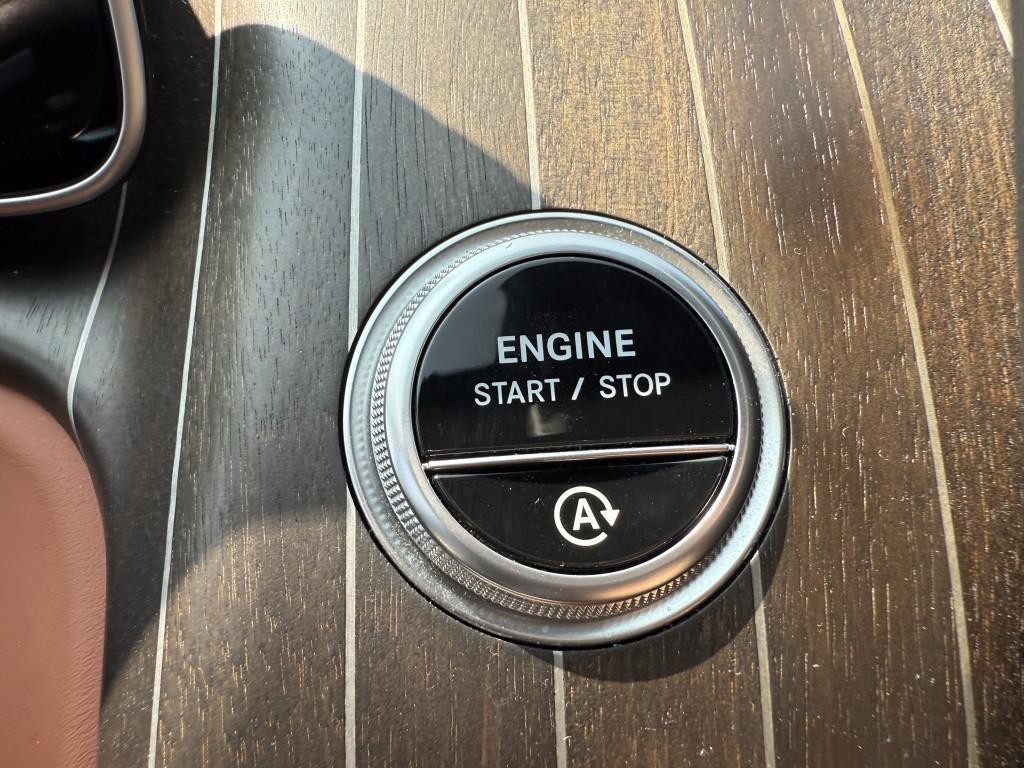 ENGINE
START / STOP
A